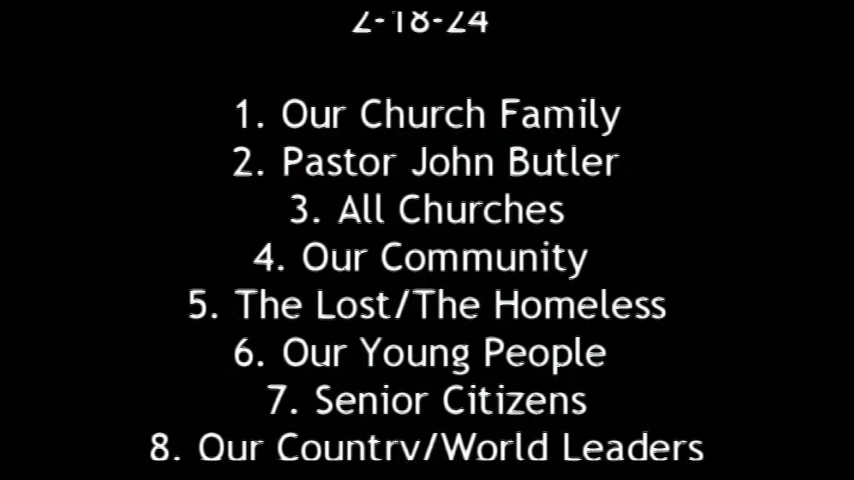 2-18-24
1. Our Church Family
2. Pastor John Butler
3. All Churches
4. Our Community
5. The Lost/The Homeless
6. Our Young People
7. Senior Citizens
8. Our Country/World Leaders